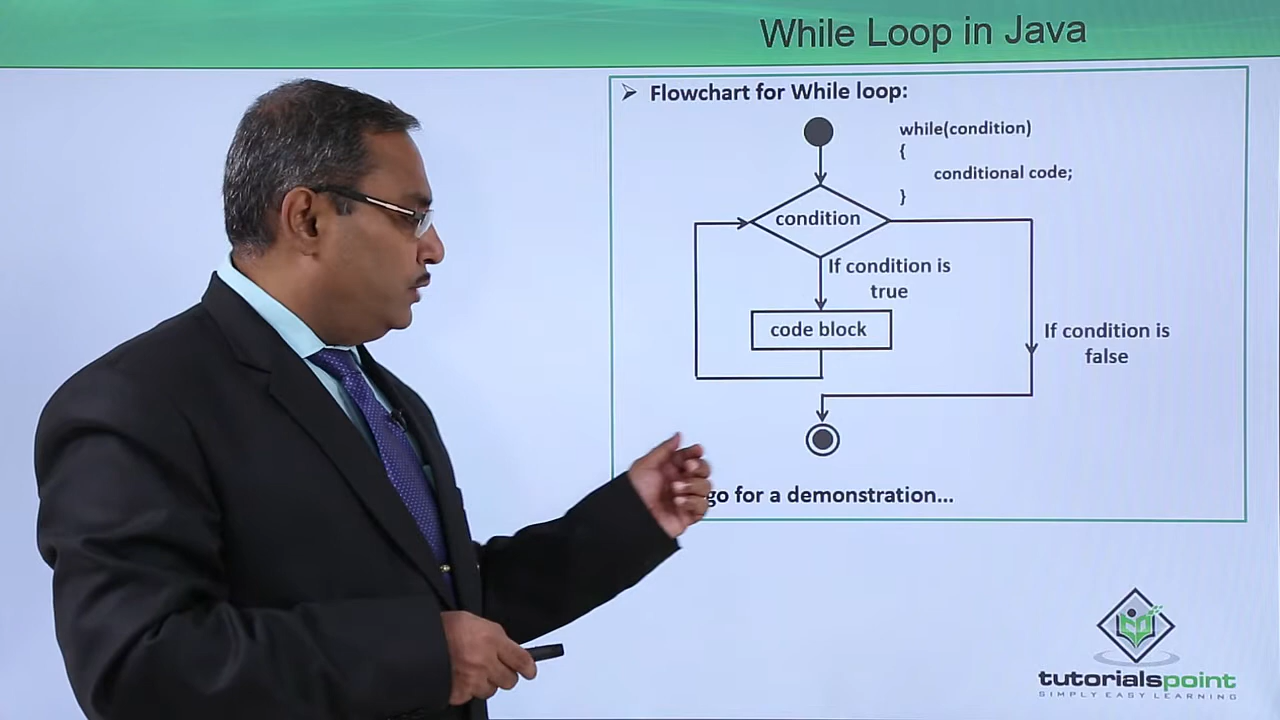 While Loop in Java
Flowchart for While loop:
while(condition)
{
conditional code;
}
condition
If condition is
true
code block
If condition is
false
go for a demonstration...
tutorialspoint
SIMPLY EASY LEARNING